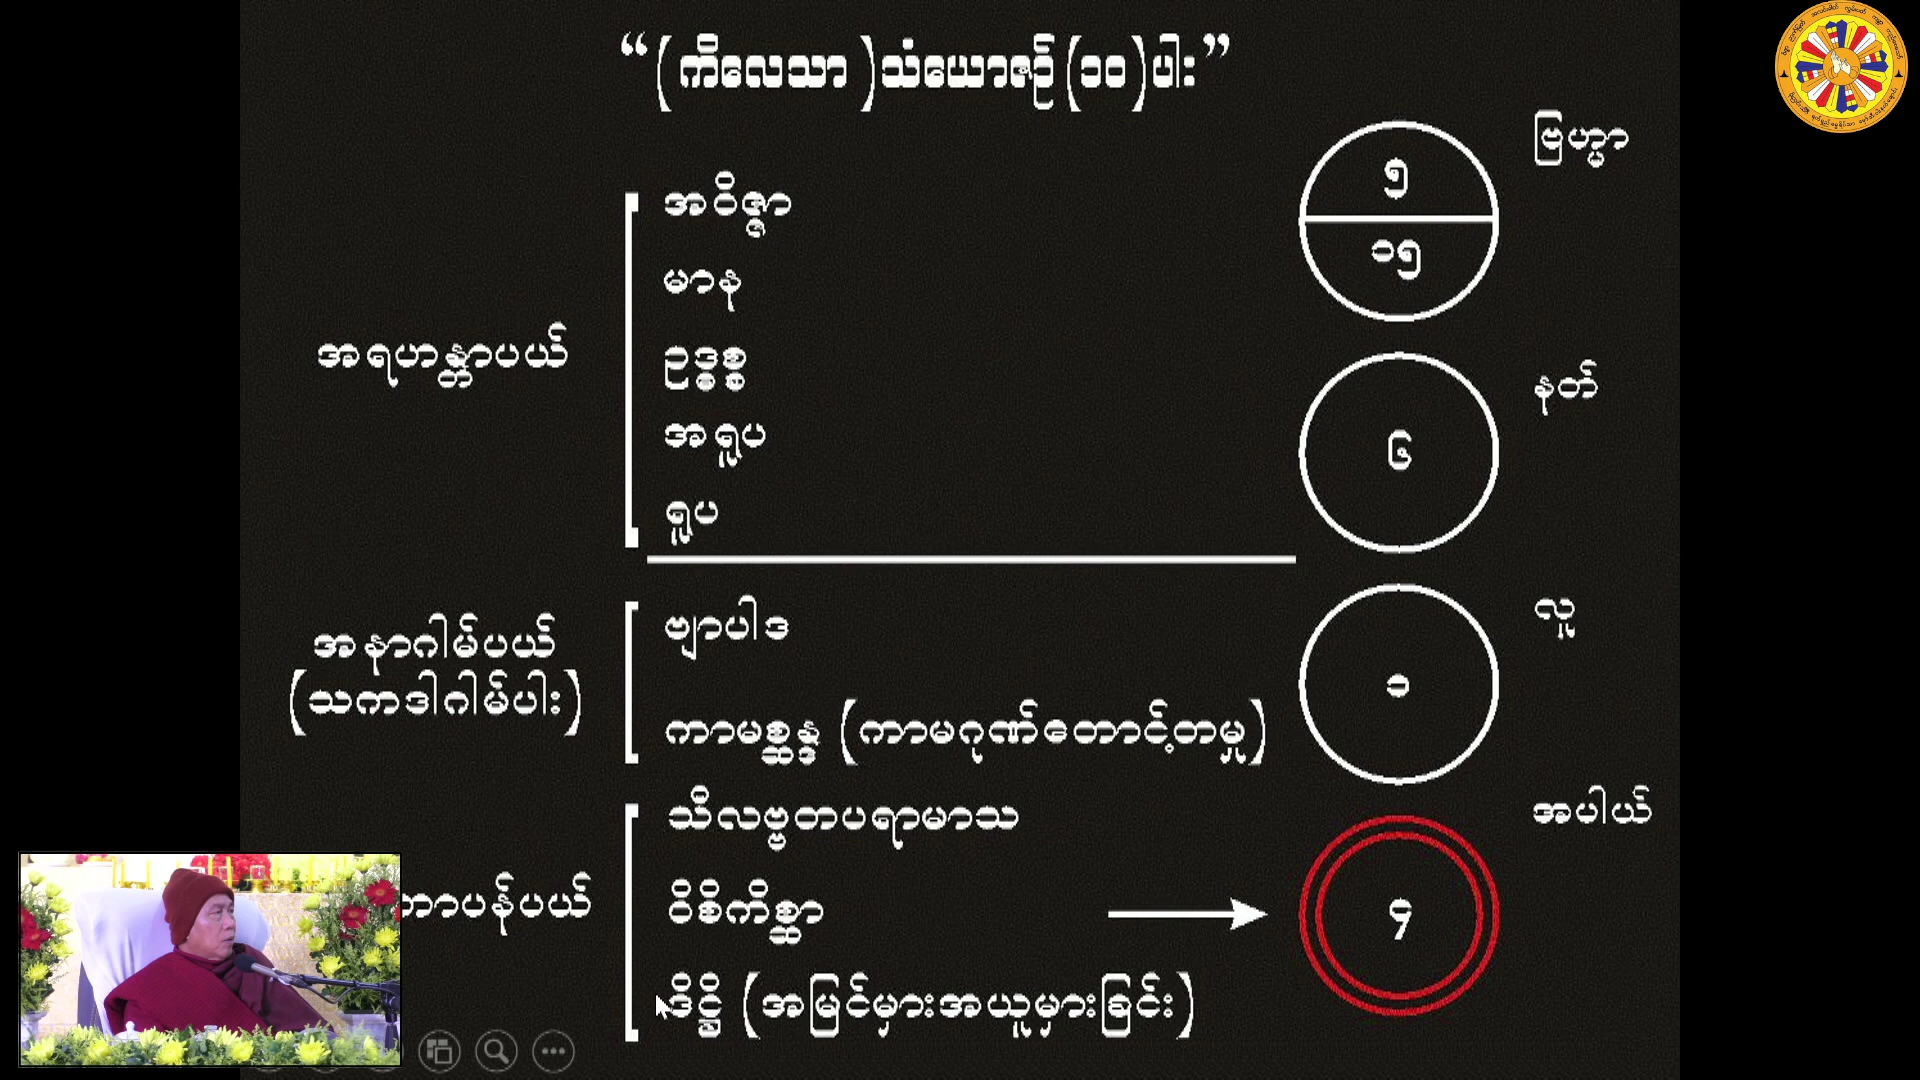 “(ကိလေသာ)သံယောဇဉ်(၁၀)ပါး”
ဗြဟ္မာ
၅
၁၅
အဝိဇ္ဇာ
မာန
ဥဒ္ဓစ္စ
အရူပ
ရူပ
အရဟန္တာပယ်
နတ်
၆
ဗျာပါဒ
ကာမစ္ဆန္ဒ (ကာမဂုဏ်တောင့်တမှု)
အနာဂါမ်ပယ်
(သကဒါဂါမ်ပါး)
လူ
၁
သီလဗ္ဗတပရာမာသ
ဝိစိကိစ္ဆာ
ဒိဋ္ဌိ (အမြင်မှားအယူမှားခြင်း)
တာပန်ပယ်
အပါယ်
၄